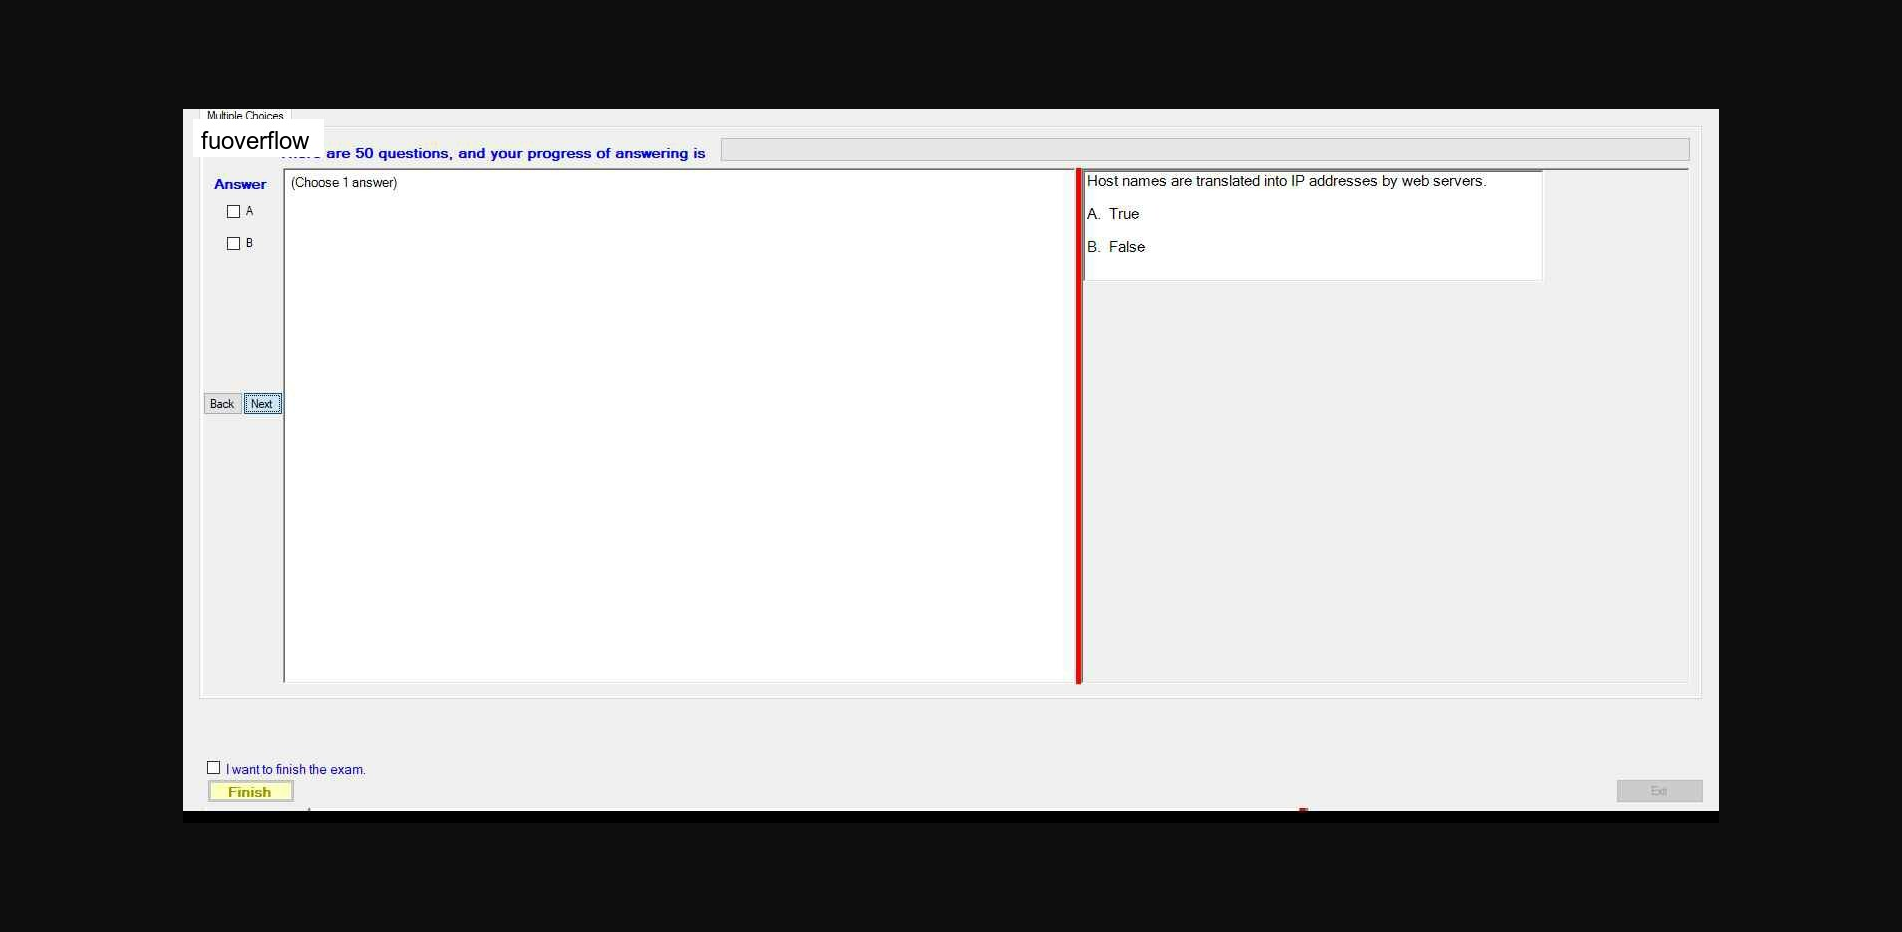 Multiple Choices
fuoverflow
are 50 questions, and your progress of answering is
Answer
(Choose 1 answer)
A
B
Host names are translated into IP addresses by web servers.
A. True
B. False
Back
Next
I want to finish the exam.
Finish
Exit